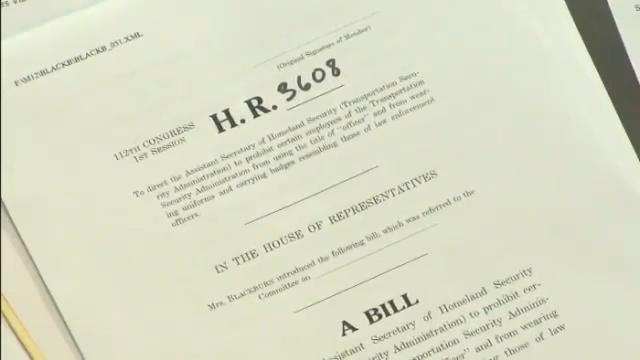 F:\M12\BLACKB\BLACKB_051.XML
(Original Signature of Member)
112TH CONGRESS
1ST SESSION
H. R. 3608
To direct the Assistant Secretary of Homeland Security (Transportation Secu-
rity Administration) to prohibit certain employees of the Transportation
Security Administration from using the title of "officer" and from wear-
ing uniforms and carrying badges resembling those of law enforcement
officers.
IN THE HOUSE OF REPRESENTATIVES
Mrs. BLACKBURN introduced the following bill; which was referred to the
Committee on
A BILL
Assistant Secretary of Homeland Security
Security Administration) to prohibit cer-
Transportation Security Adminis-
"officer" and from wearing
those of law